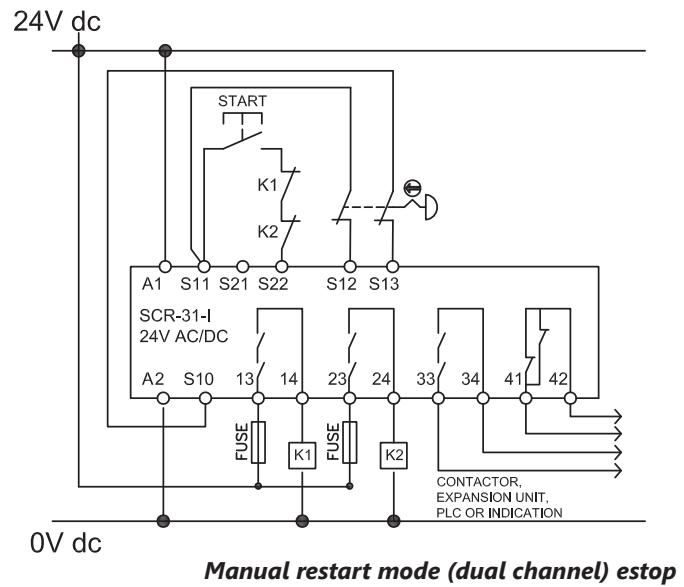 24V dc
START
K1
K2
A1 S11 S21 S22 S12 S13
SCR-31-I
24V AC/DC
A2 S10 13 14 23 24 33 34 41 42
FUSE K1 FUSE K2
CONTACTOR,
EXPANSION UNIT,
PLC OR INDICATION
0V dc
Manual restart mode (dual channel) estop